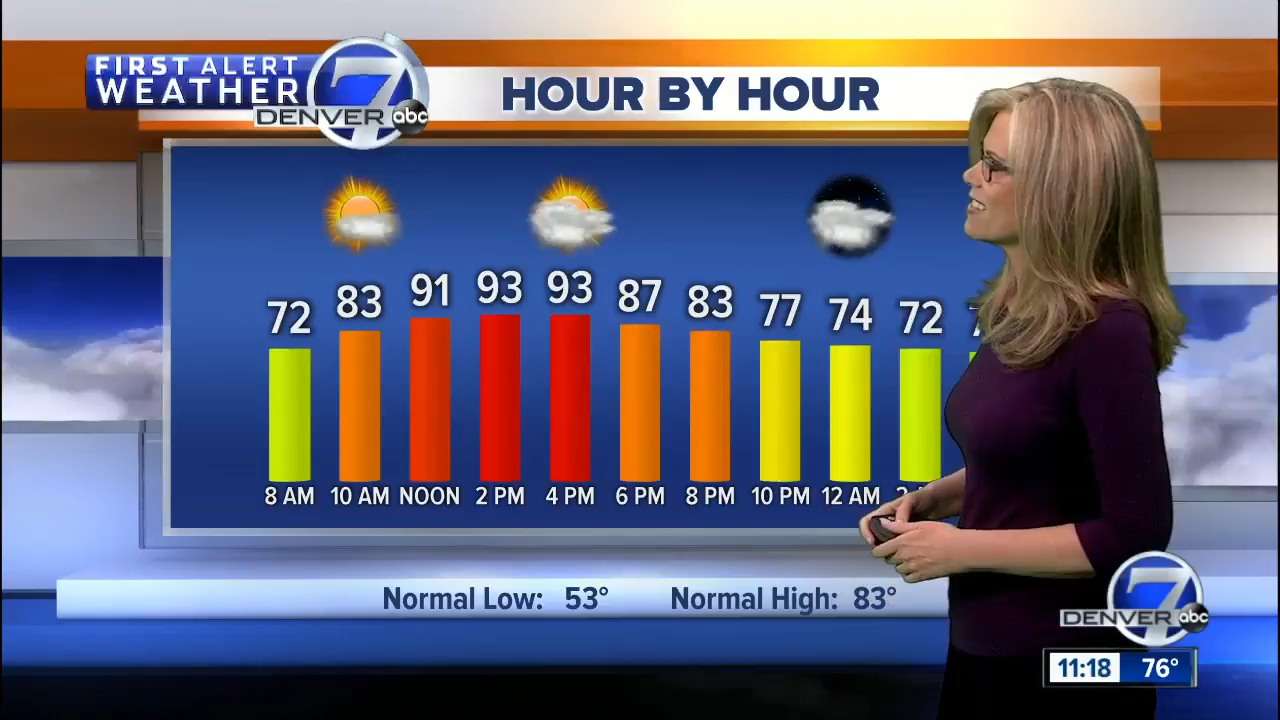 FIRST ALERT
WEATHER
7
DENVER abc
HOUR BY HOUR
72 83 91 93 93 87 83 77 74 72
8 AM 10 AM NOON 2 PM 4 PM 6 PM 8 PM 10 PM 12 AM
Normal Low: 53° Normal High: 83°
7
DENVER abc
11:18 76°